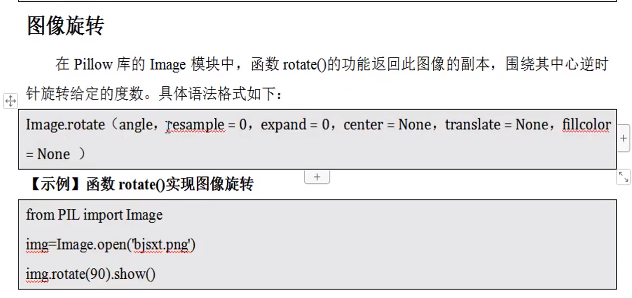 图像旋转
在 Pillow 库的 Image 模块中，函数 rotate()的功能返回此图像的副本，围绕其中心逆时
针旋转给定的度数。具体语法格式如下：
Image.rotate（angle，resample = 0，expand = 0，center = None，translate = None，fillcolor
= None ）
【示例】函数 rotate()实现图像旋转
from PIL import Image
img=Image.open('bjsxt.png')
img.rotate(90).show()